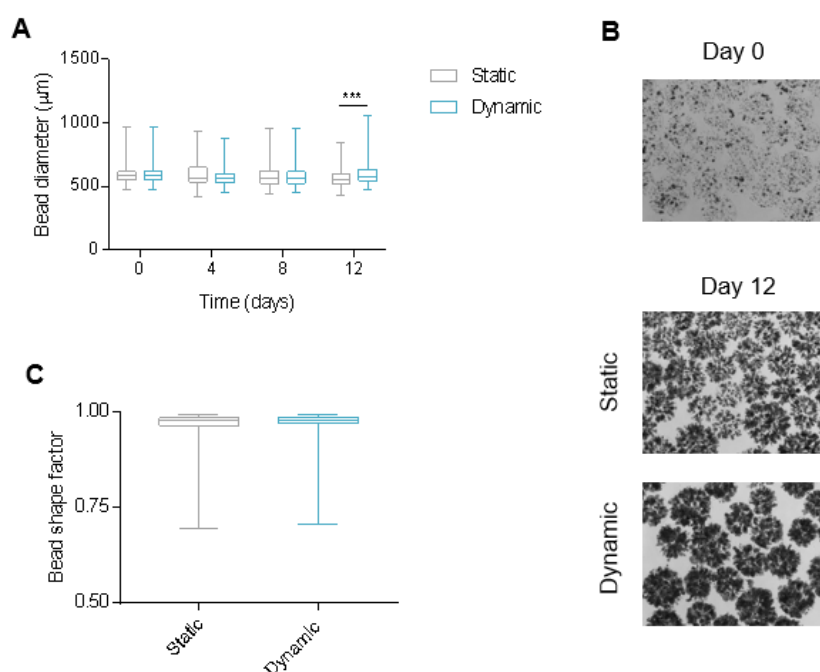 A
1500
1000
500
0
Bead diameter (µm)
***
0 4 8 12
Time (days)
Static
Dynamic
B
Day 0
Day 12
Static
Dynamic
C
1.00
0.75
0.50
Bead shape factor
Static
Dynamic